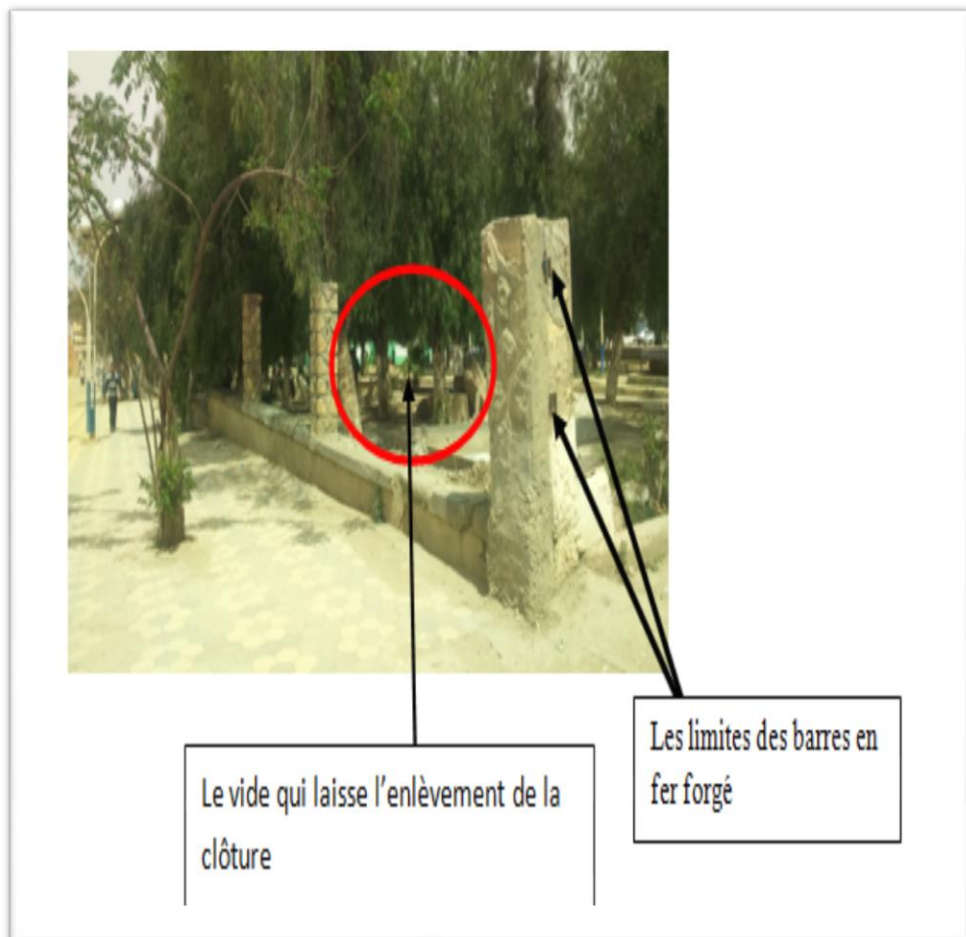 Le vide qui laisse l'enlèvement de la
clôture
Les limites des barres en
fer forgé